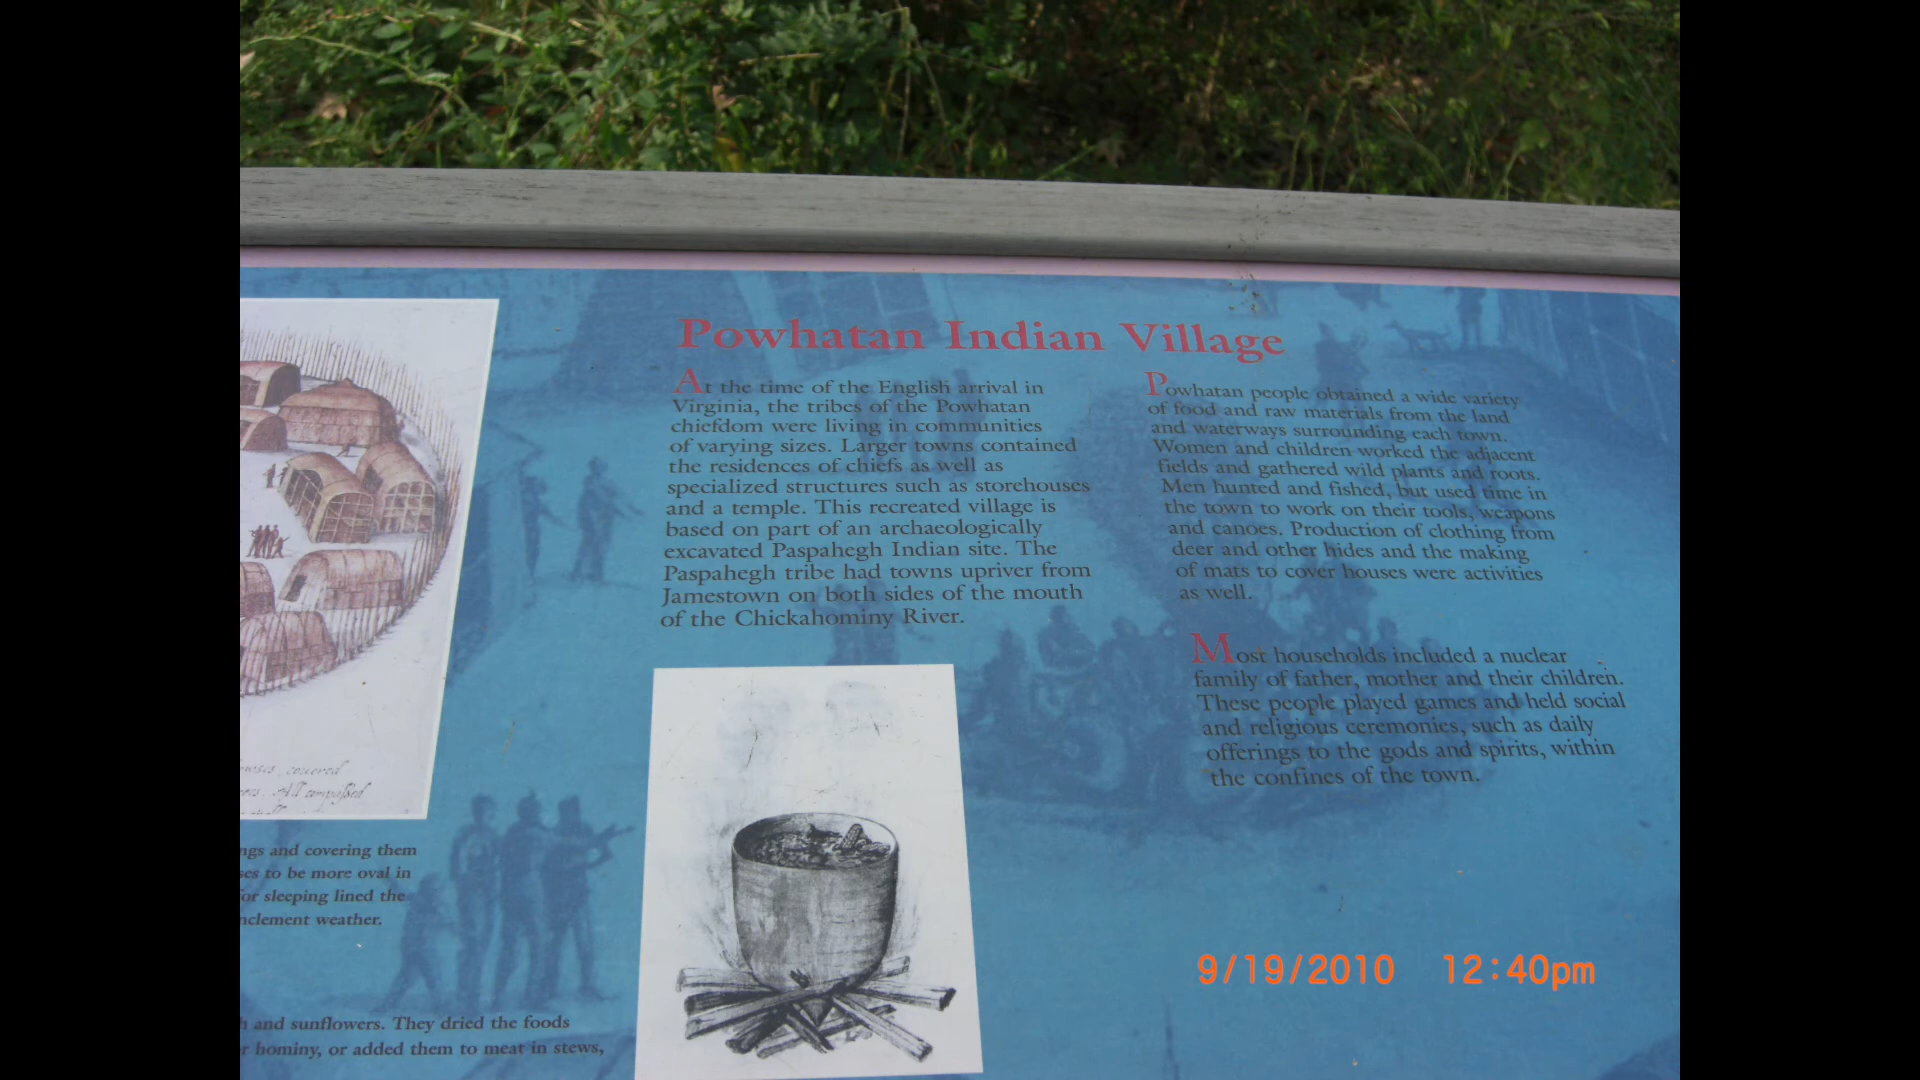 Powhatan Indian Village
At the time of the English arrival in
Virginia, the tribes of the Powhatan
chiefdom were living in communities
of varying sizes. Larger towns contained
the residences of chiefs as well as
specialized structures such as storehouses
and a temple. This recreated village is
based on part of an archaeologically
excavated Paspahegh Indian site. The
Paspahegh tribe had towns upriver from
Jamestown on both sides of the mouth
of the Chickahominy River.
Powhatan people obtained a wide variety
of food and raw materials from the land
and waterways surrounding each town.
Women and children worked the adjacent
fields and gathered wild plants and roots.
Men hunted and fished, but used time in
the town to work on their tools, weapons
and canoes. Production of clothing from
deer and other hides and the making
of mats to cover houses were activities
as well.
Most households included a nuclear
family of father, mother and their children.
These people played games and held social
and religious ceremonies, such as daily
offerings to the gods and spirits, within
the confines of the town.
covered
All compassed
and covering them
to be more oval in
for sleeping lined the
weather.
and sunflowers. They dried the foods
hominy, or added them to meat in stews,
9/19/2010 12:40pm